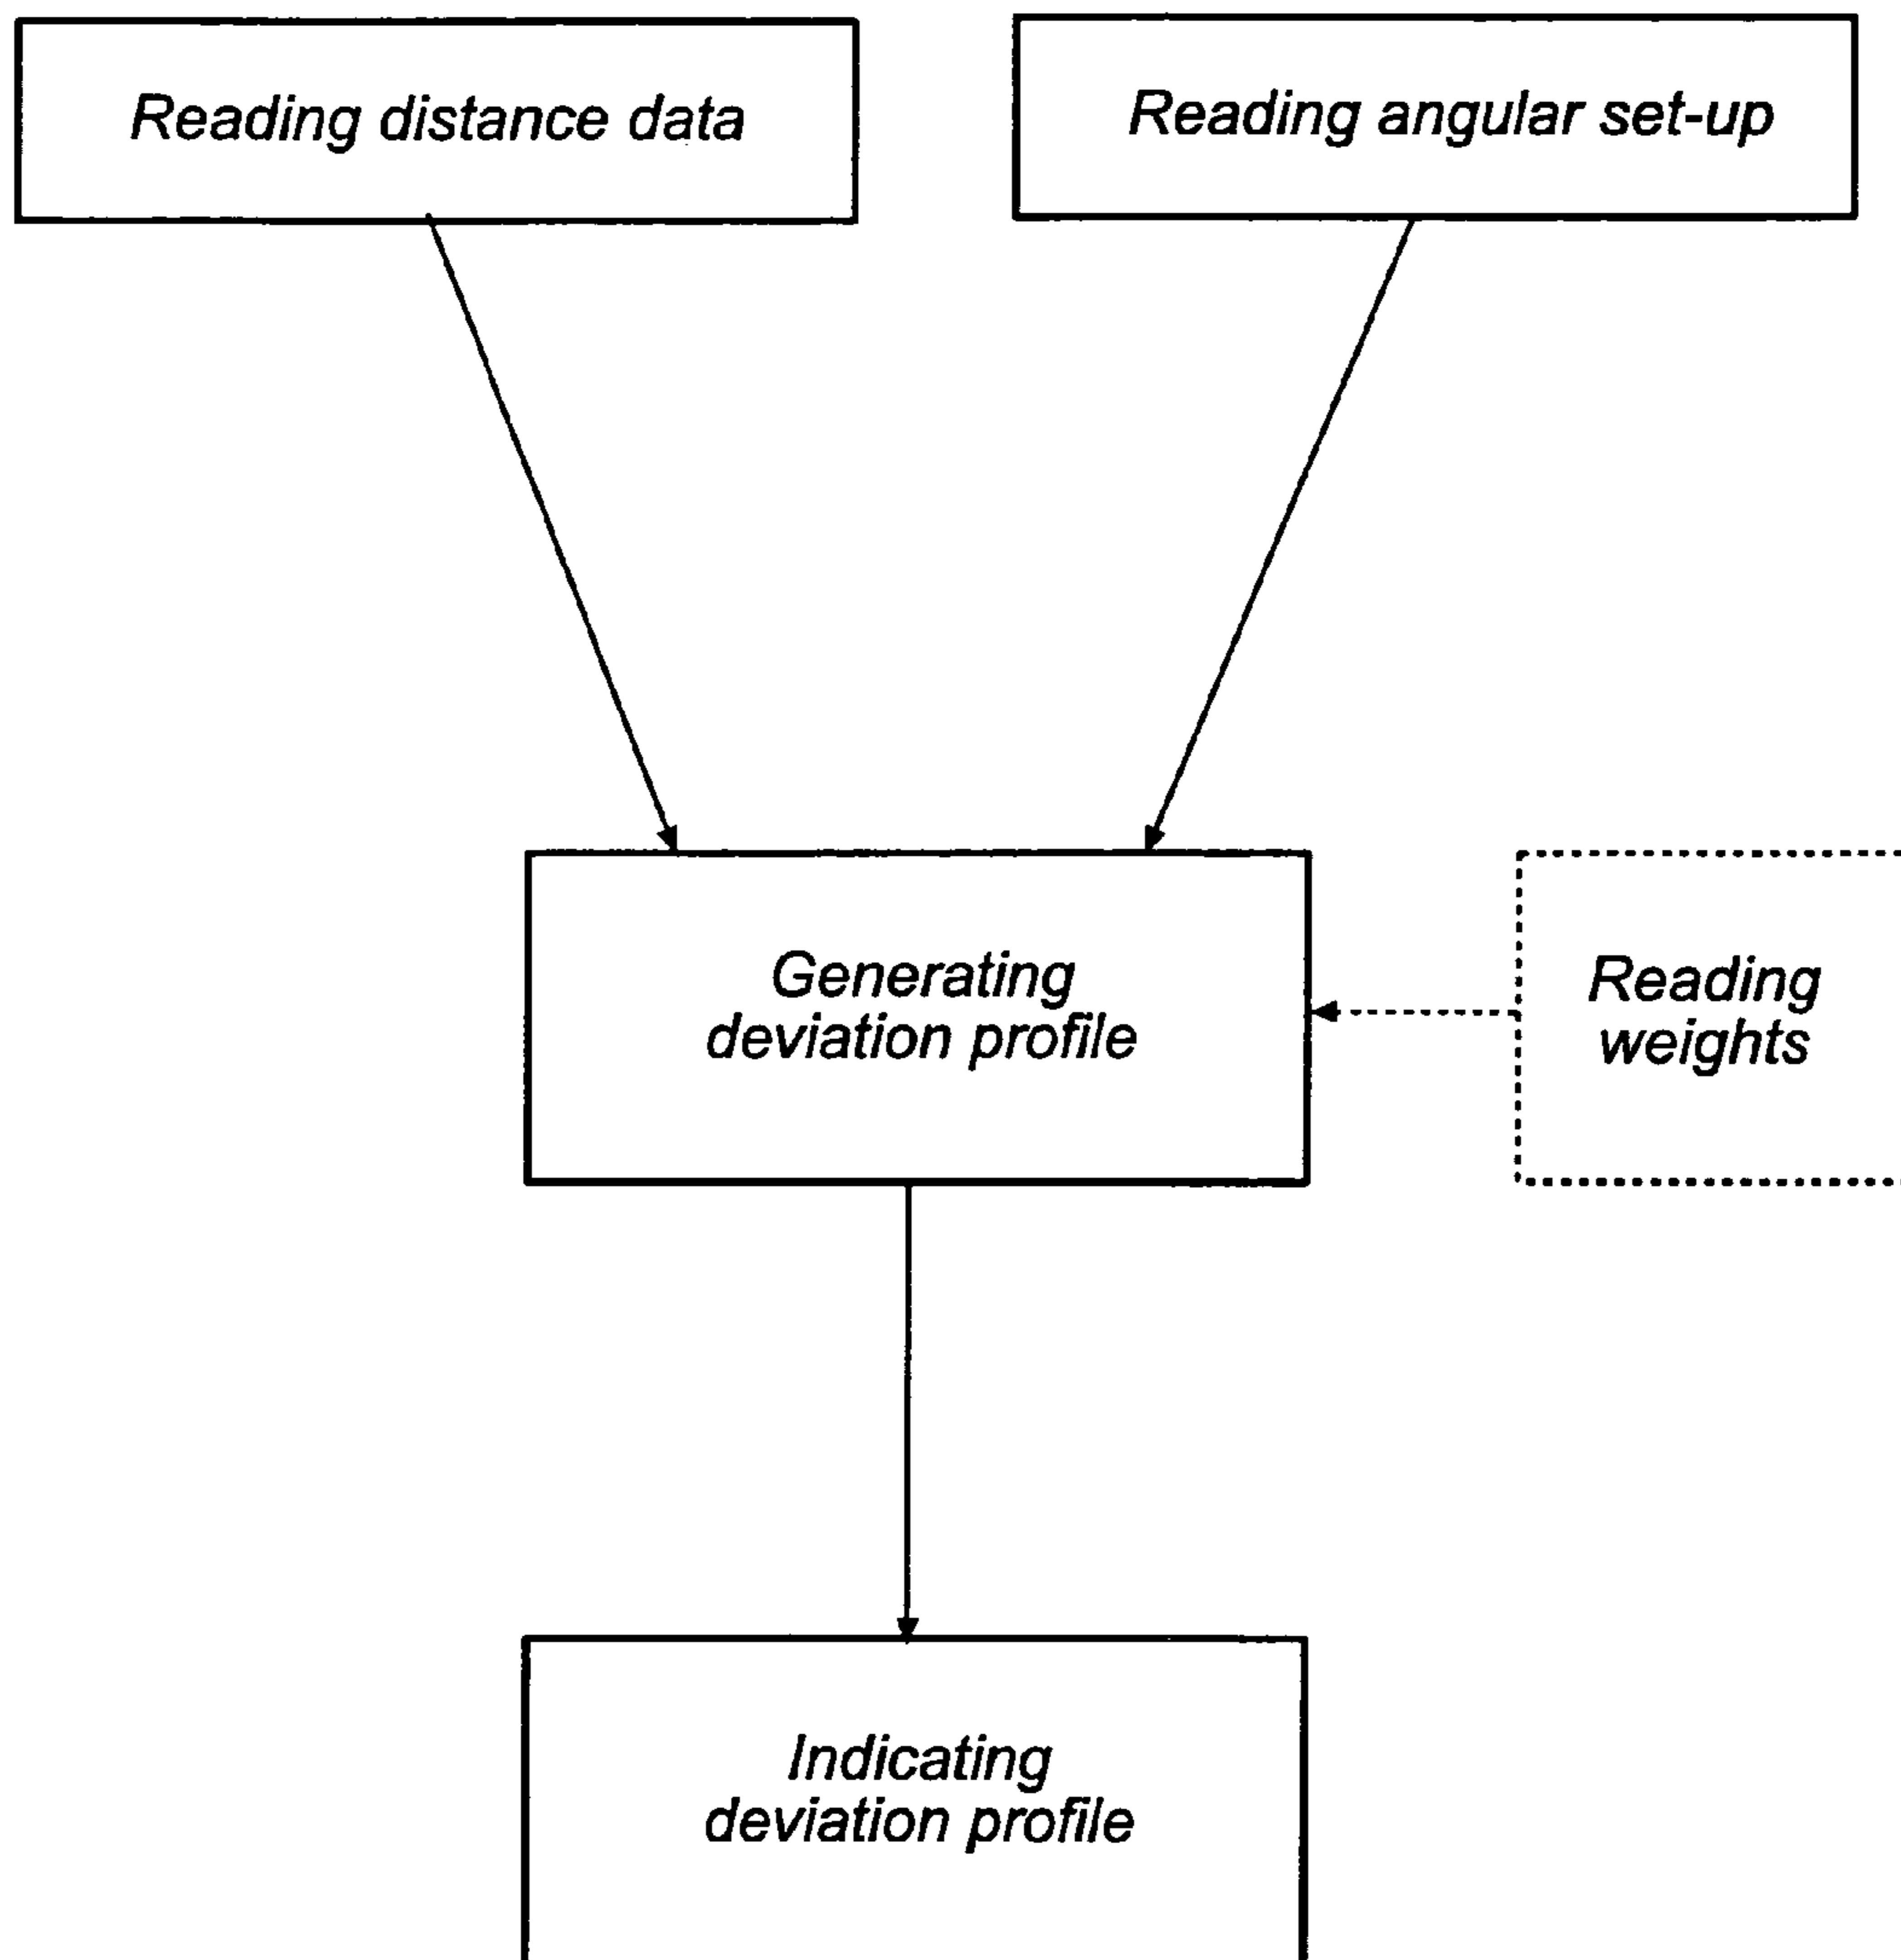 Reading distance data
Reading angular set-up
Generating
deviation profile
Reading
weights
Indicating
deviation profile